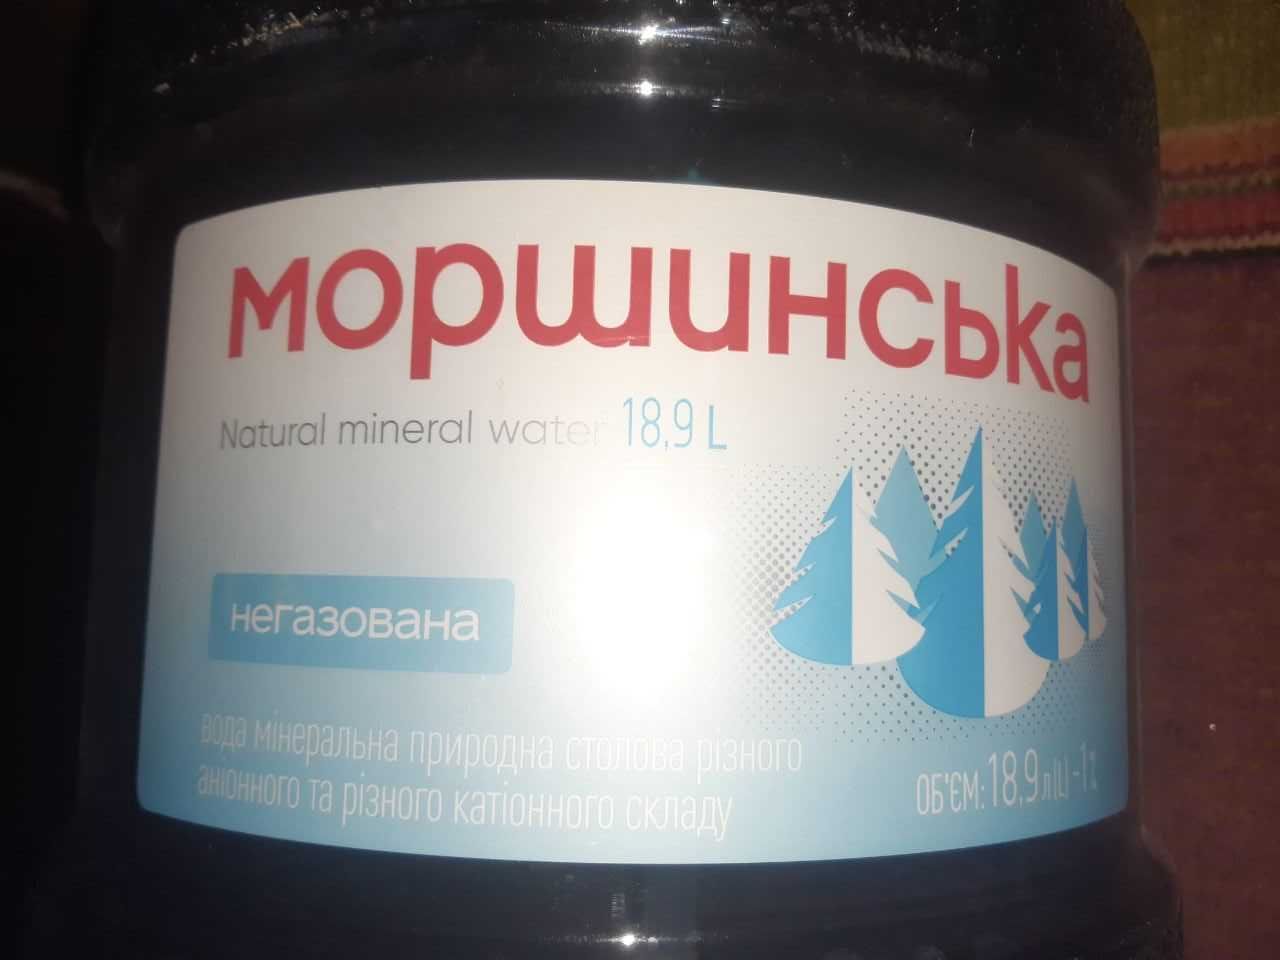 моршинська
Natural mineral water 18,9 L
негазована
вода мінеральна природна столова різного
аніонного та різного катіонного складу
ОБ'ЄМ: 18,9 л(L) -1%